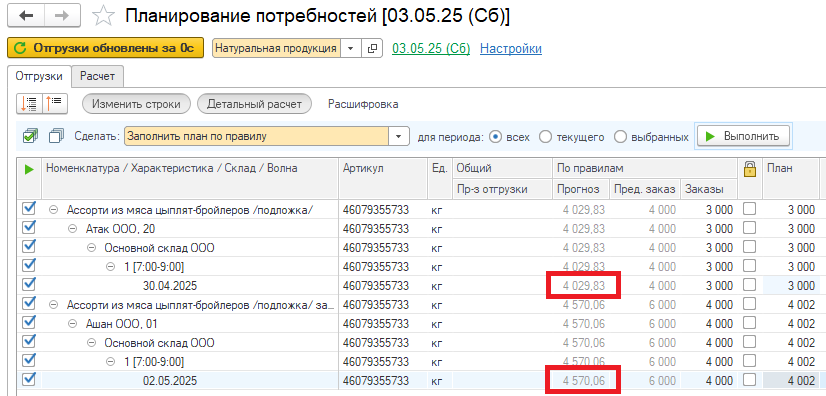 Планирование потребностей [03.05.25 (Сб)]
Отгрузки обновлены за 0с Натуральная продукция 03.05.25 (Сб) Настройки
Отгрузки Расчет
Изменить строки Детальный расчет Расшифровка
Сделать: Заполнить план по правилу для периода: всех текущего выбранных Выполнить
Номенклатура / Характеристика / Склад / Волна Артикул Ед. Общий По правилам План
Пр-з отгрузки Прогноз Пред. заказ Заказы
Ассорти из мяса цыплят-бройлеров /подложка/ 46079355733 кг 4 029,83 4 000 3 000 3 000
Атак ООО, 20 46079355733 кг 4 029,83 4 000 3 000 3 000
Основной склад ООО 46079355733 кг 4 029,83 4 000 3 000 3 000
1 [7:00-9:00] 46079355733 кг 4 029,83 4 000 3 000 3 000
30.04.2025 46079355733 кг 4 029,83 4 000 3 000 3 000
Ассорти из мяса цыплят-бройлеров /подложка/ за... 46079355733 кг 4 570,06 6 000 4 000 4 002
Ашан ООО, 01 46079355733 кг 4 570,06 6 000 4 000 4 002
Основной склад ООО 46079355733 кг 4 570,06 6 000 4 000 4 002
1 [7:00-9:00] 46079355733 кг 4 570,06 6 000 4 000 4 002
02.05.2025 46079355733 кг 4 570,06 6 000 4 000 4 002